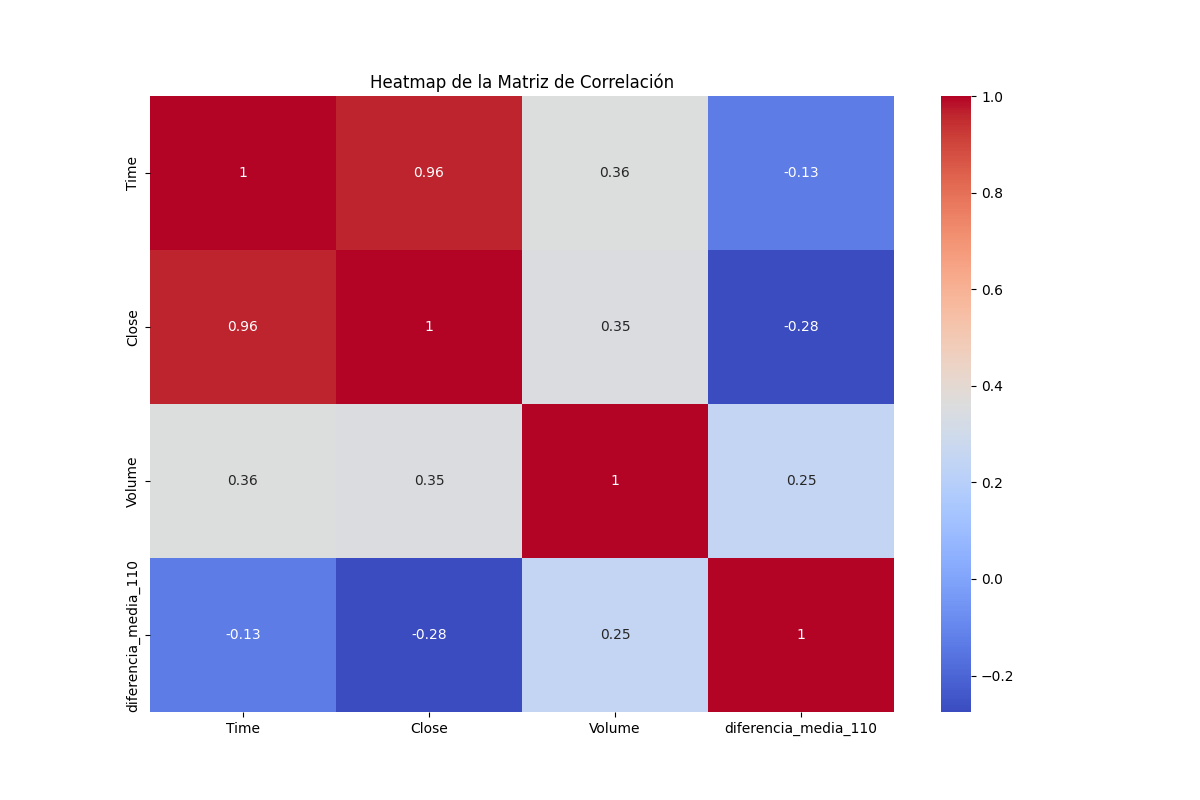 Heatmap de la Matriz de Correlación
Time
1
0.96
0.36
-0.13
Close
0.96
1
0.35
-0.28
Volume
0.36
0.35
1
0.25
diferencia_media_110
-0.13
-0.28
0.25
1
Time
Close
Volume
diferencia_media_110
1.0
0.8
0.6
0.4
0.2
0.0
−0.2